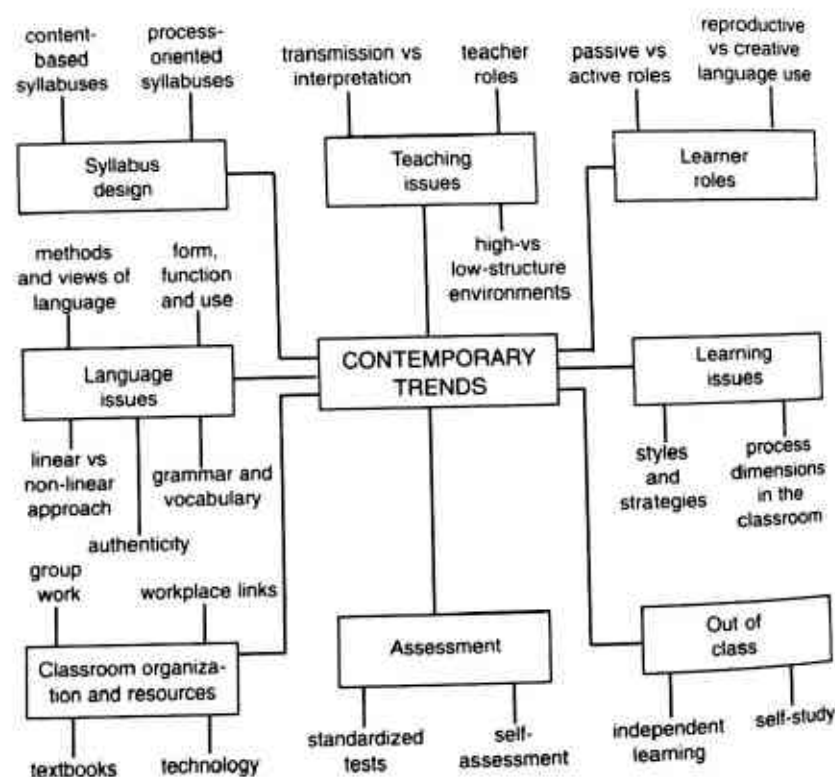 content-
based
syllabuses
process-
oriented
syllabuses
transmission vs
interpretation
teacher
roles
passive vs
active roles
reproductive
vs creative
language use
Syllabus
design
Teaching
issues
Learner
roles
methods
and views of
language
form,
function
and use
high-vs
low-structure
environments
Language
issues
CONTEMPORARY
TRENDS
Learning
issues
linear vs
non-linear
approach
grammar and
vocabulary
authenticity
styles
and
strategies
process
dimensions
in the
classroom
group
work
workplace links
Classroom organiza-
tion and resources
Assessment
Out of
class
textbooks
technology
standardized
tests
self-
assessment
independent
learning
self-study